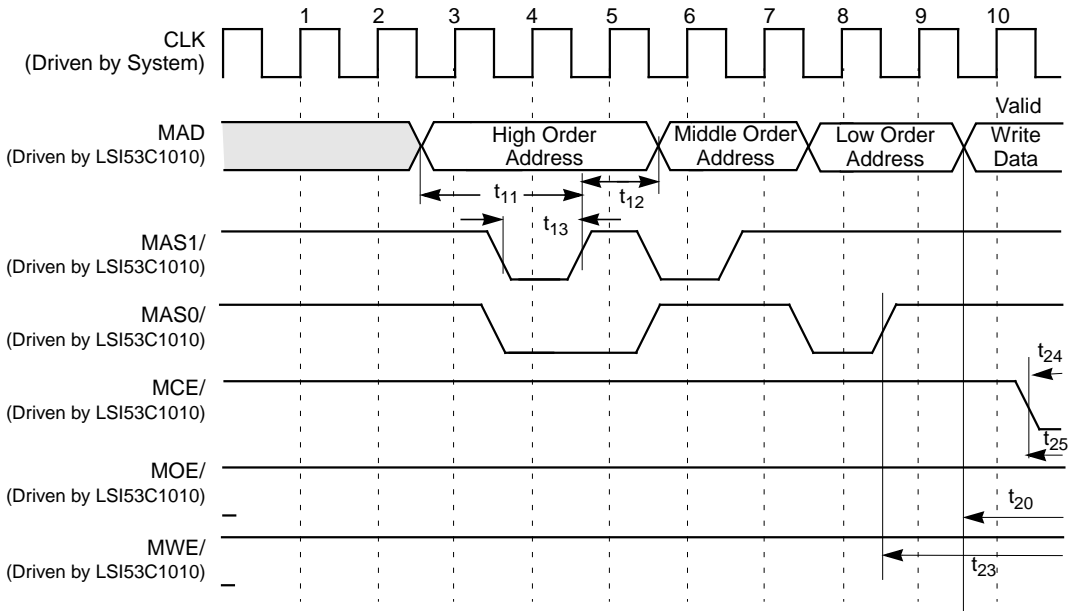 1 2 3 4 5 6 7 8 9 10
CLK
(Driven by System)
Valid
MAD
(Driven by LSI53C1010)
High Order
Address
Middle Order
Address
Low Order
Address
Write
Data
t11
t12
t13
MAS1/
(Driven by LSI53C1010)
MAS0/
(Driven by LSI53C1010)
t24
MCE/
(Driven by LSI53C1010)
t25
MOE/
(Driven by LSI53C1010)
t20
MWE/
(Driven by LSI53C1010)
t23